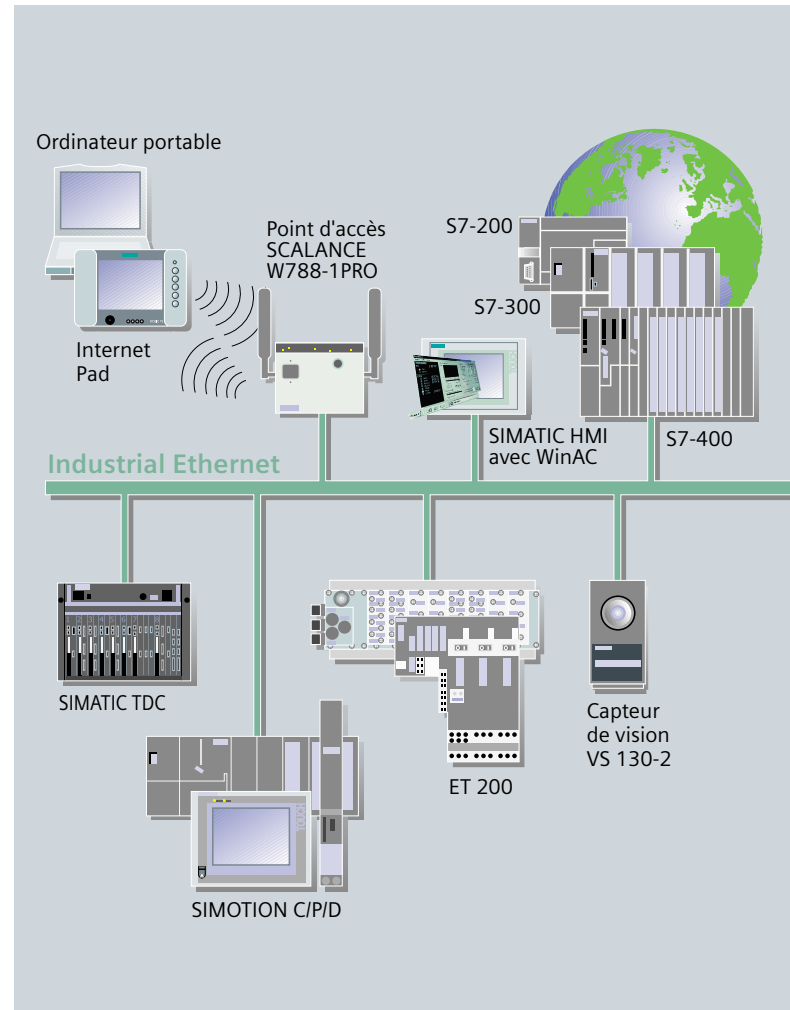 Ordinateur portable
Point d'accès
SCALANCE
W788-1PRO
Internet
Pad
S7-200
S7-300
S7-400
SIMATIC HMI
avec WinAC
Industrial Ethernet
SIMATIC TDC
SIMOTION C/P/D
ET 200
Capteur
de vision
VS 130-2